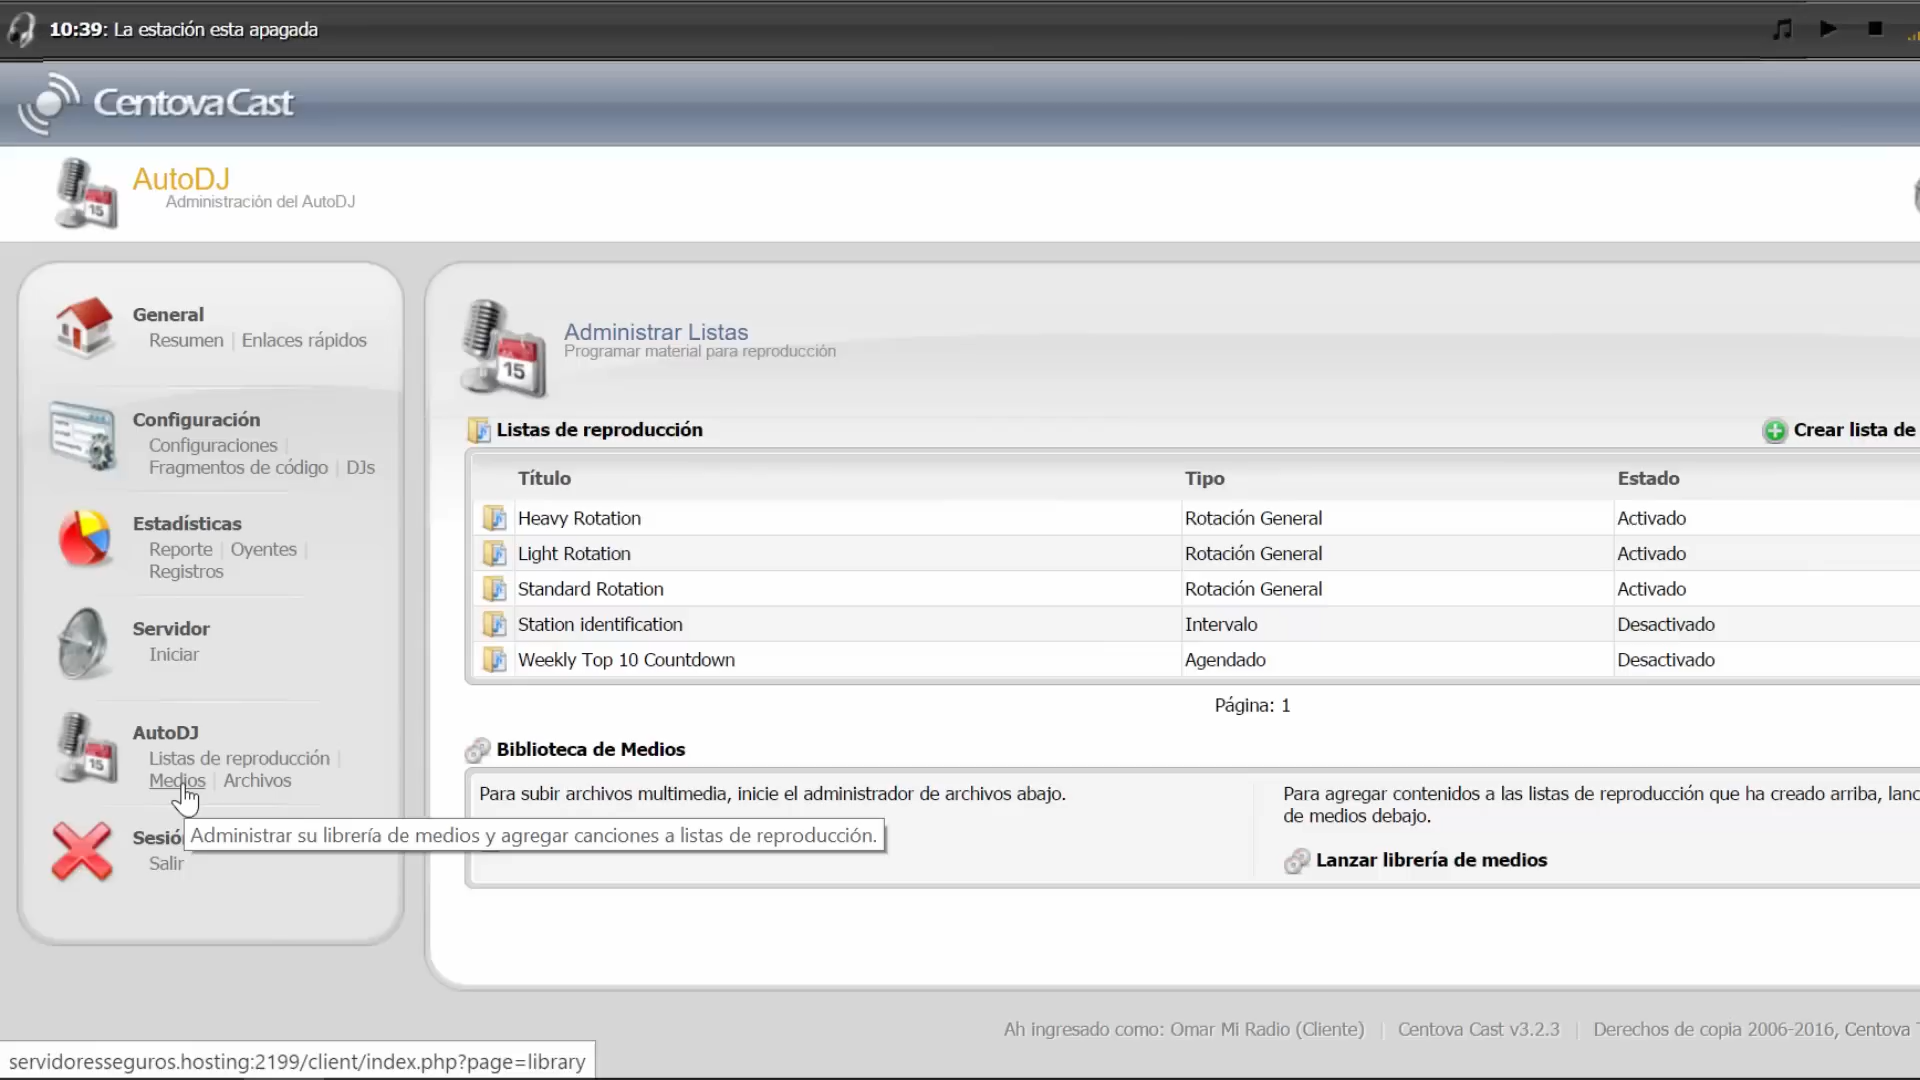 10:39: La estación esta apagada
CentovaCast
AutoDJ
Administración del AutoDJ
General
Resumen | Enlaces rápidos
Configuración
Configuraciones |
Fragmentos de código | DJs
Estadísticas
Reporte | Oyentes |
Registros
Servidor
Iniciar
AutoDJ
Listas de reproducción |
Medios | Archivos
Sesió
Salir
Administrar su librería de medios y agregar canciones a listas de reproducción.
Administrar Listas
Programar material para reproducción
15
Listas de reproducción
Crear lista de
Título Tipo Estado
Heavy Rotation Rotación General Activado
Light Rotation Rotación General Activado
Standard Rotation Rotación General Activado
Station identification Intervalo Desactivado
Weekly Top 10 Countdown Agendado Desactivado
Página: 1
Biblioteca de Medios
Para subir archivos multimedia, inicie el administrador de archivos abajo.
Para agregar contenidos a las listas de reproducción que ha creado arriba, lanc
de medios debajo.
Lanzar librería de medios
Ah ingresado como: Omar Mi Radio (Cliente) | Centova Cast v3.2.3 | Derechos de copia 2006-2016, Centova
servidoresseguros.hosting:2199/client/index.php?page=library